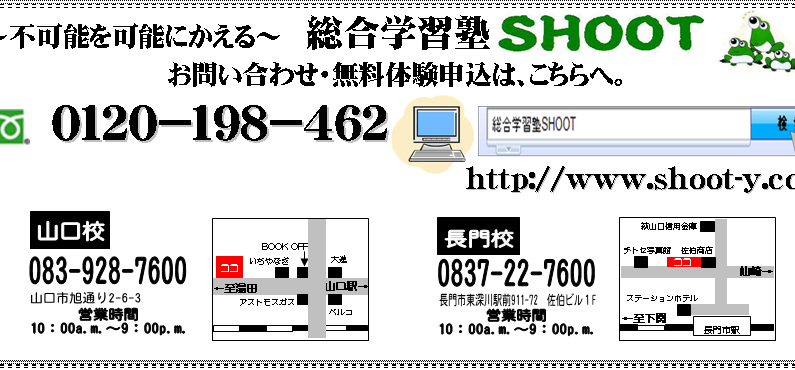 ~不可能を可能にかえる~ 総合学習塾 SHOOT
お問い合わせ・無料体験申込は、こちらへ。
0120-198-462
総合学習塾SHOOT 検
http://www.shoot-y.co
山口校
083-928-7600
山口市旭通り2-6-3
営業時間
10:00a.m.~9:00p.m.
BOOK OFF
ココ いちやなぎ 大進
←至湯田 山口駅→
アストモスガス ベルコ
長門校
0837-22-7600
長門市東深川駅前911-72 佐伯ビル1F
営業時間
10:00a.m.~9:00p.m.
萩山口信用金庫
チトセ写真館 佐伯商店
ココ 仙崎→
ステーションホテル
←至下関
長門市駅